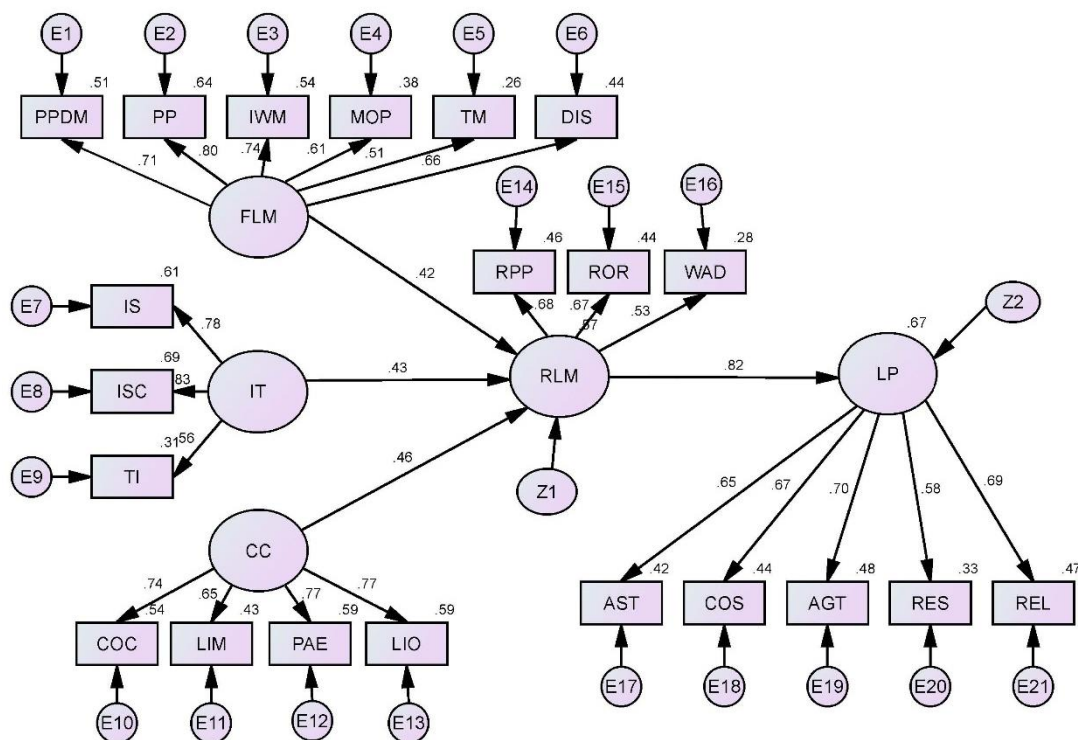 E1 E2 E3 E4 E5 E6
.51 .64 .54 .38 .26 .44
PPDM PP IWM MOP TM DIS
.71 .80 .74 .61 .51 .66
FLM
E14 E15 E16
.46 .44 .28
RPP ROR WAD
.42
.68 .67 .53
.57
.61
E7 IS
.78
.69
E8 ISC .83 IT
.43
RLM
.82
.67
LP
Z2
.31 .56
E9 TI
.46
Z1
CC
.65 .67 .70 .58 .69
.74 .65 .77 .77
.54 .43 .59 .59
COC LIM PAE LIO
E10 E11 E12 E13
.42 .44 .48 .33 .47
AST COS AGT RES REL
E17 E18 E19 E20 E21